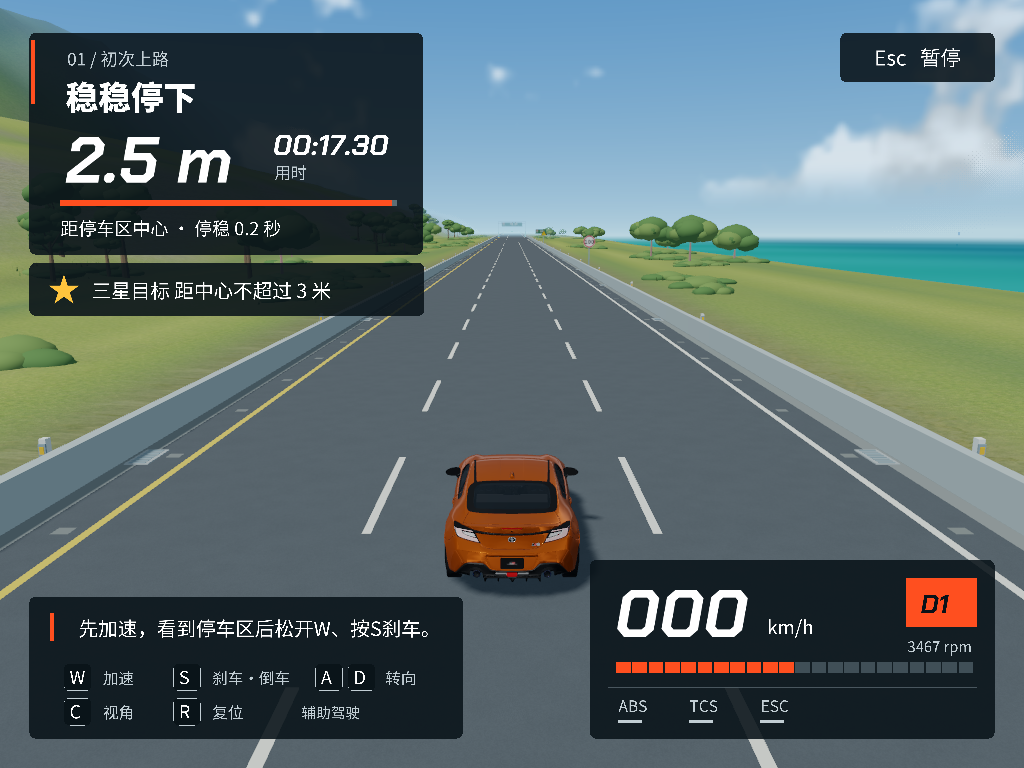 01 / 初次上路
稳稳停下
2.5 m
00:17.30
用时
距停车区中心 · 停稳 0.2 秒
三星目标 距中心不超过 3 米
Esc 暂停
先加速，看到停车区后松开W、按S刹车。
W 加速 S 刹车·倒车 A D 转向
C 视角 R 复位 辅助驾驶
000 km/h
D1
3467 rpm
ABS TCS ESC